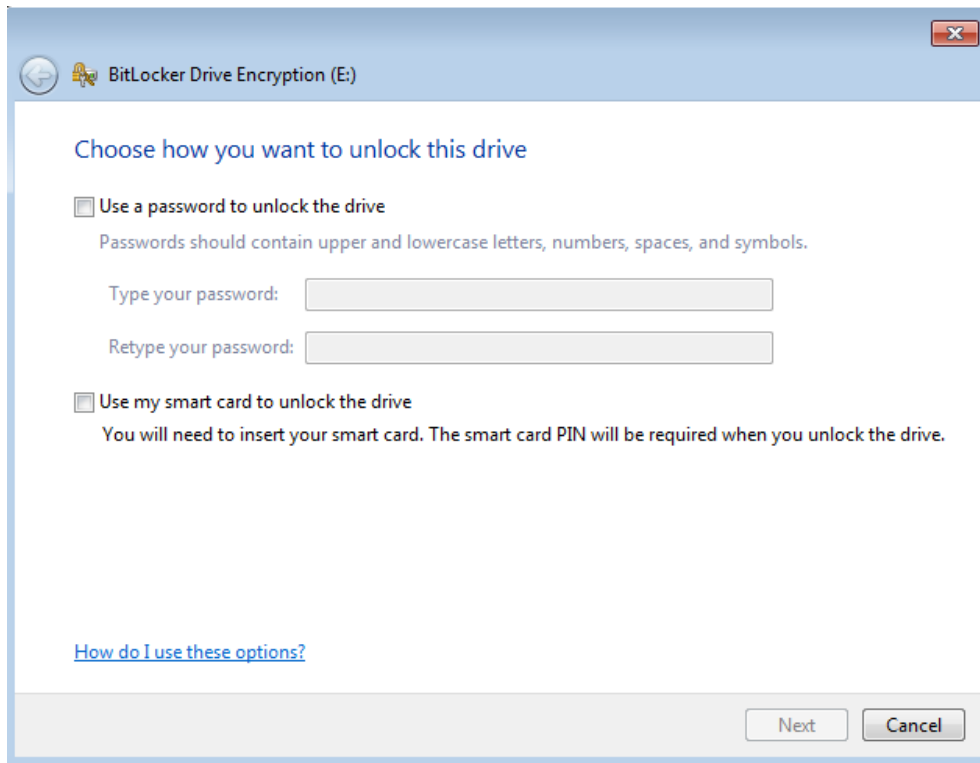 BitLocker Drive Encryption (E:)
Choose how you want to unlock this drive
Use a password to unlock the drive
Passwords should contain upper and lowercase letters, numbers, spaces, and symbols.
Type your password:
Retype your password:
Use my smart card to unlock the drive
You will need to insert your smart card. The smart card PIN will be required when you unlock the drive.
How do I use these options?
Next Cancel